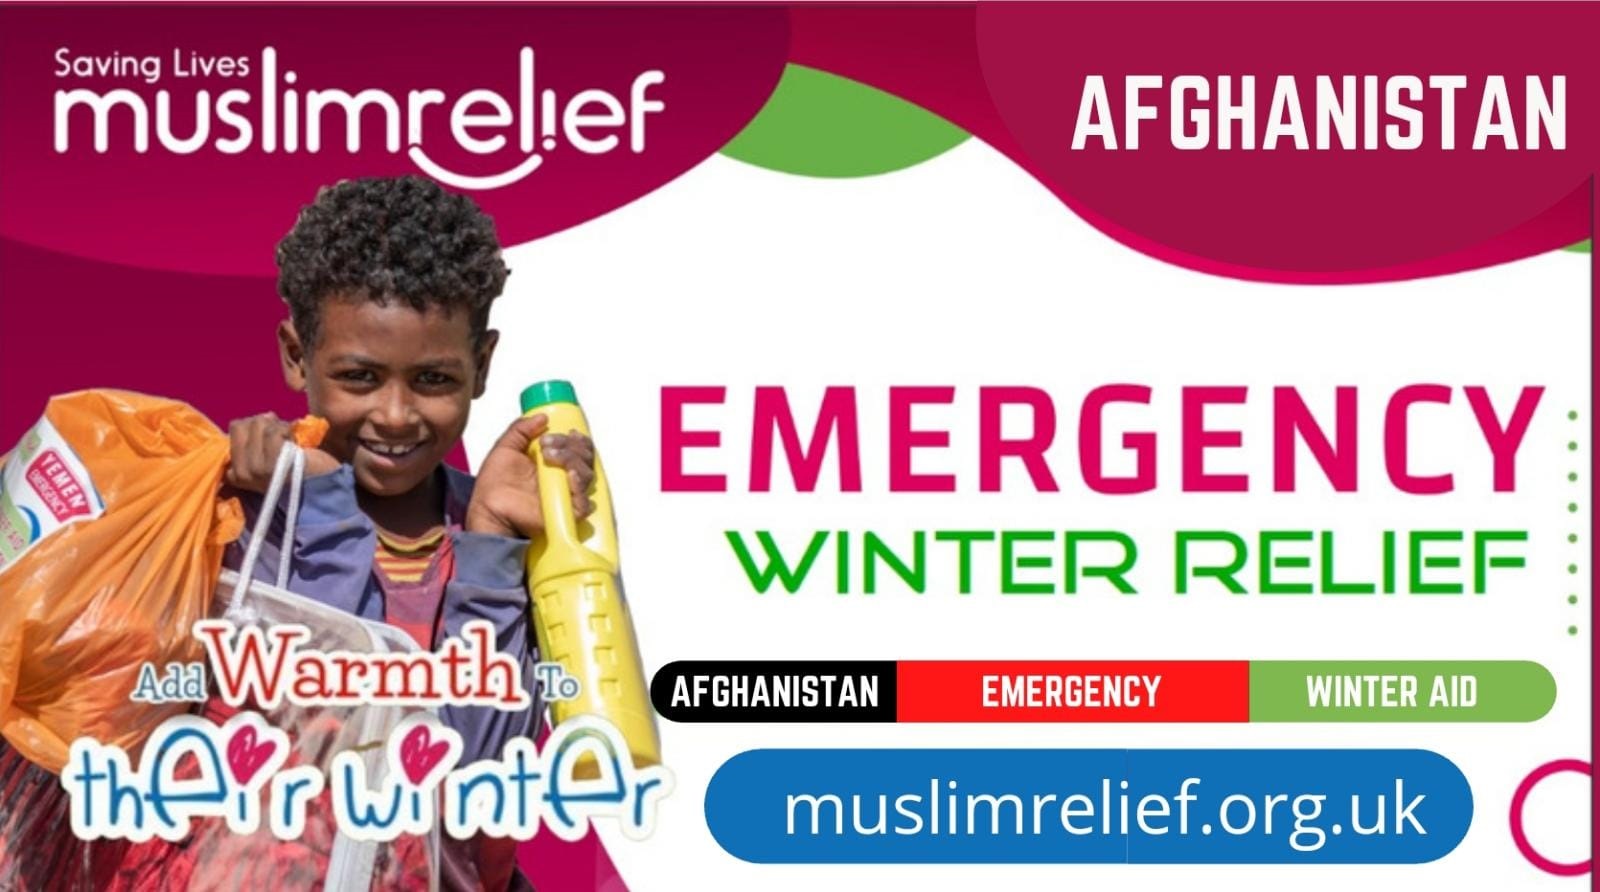 Saving Lives
muslimrelief
AFGHANISTAN
YEMEN
EMERGENCY
EMERGENCY
WINTER RELIEF
Add Warmth To
their winter
AFGHANISTAN EMERGENCY WINTER AID
muslimrelief.org.uk